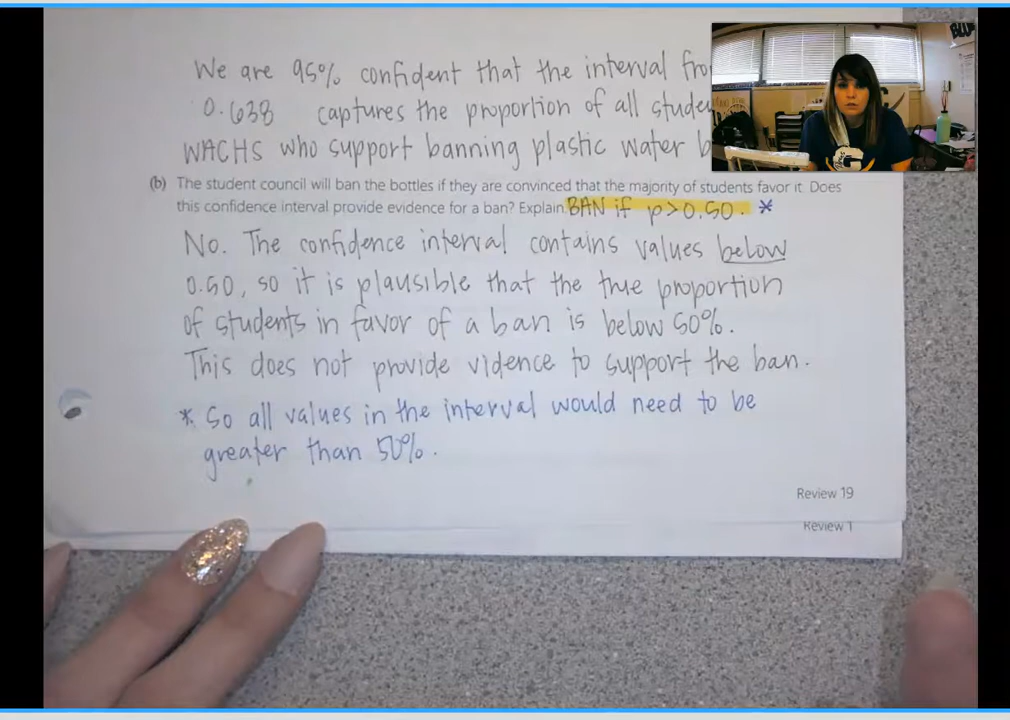 We are 95% confident that the interval
0.638 captures the proportion of all
WACHS who support banning plastic water
(b) The student council will ban the bottles if they are convinced that the majority of students favor it. Does
this confidence interval provide evidence for a ban? Explain. BAN if p>0.50. *
No. The confidence interval contains values below
0.50, so it is plausible that the true proportion
of students in favor of a ban is below 50%.
This does not provide vidence to support the ban.
* So all values in the interval would need to be
greater than 50%.
Review 19
Review 1